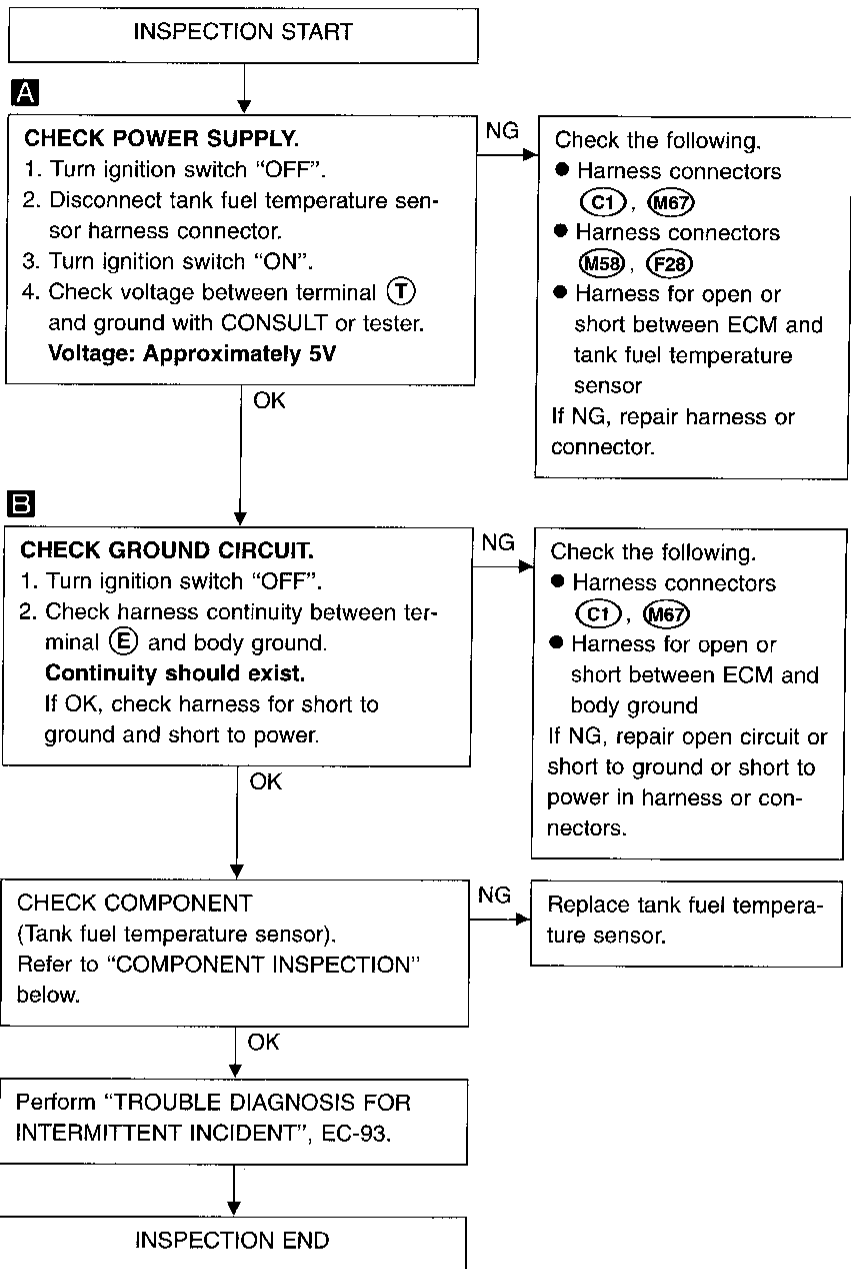 INSPECTION START
A
CHECK POWER SUPPLY.
1. Turn ignition switch “OFF”.
2. Disconnect tank fuel temperature sen-
sor harness connector.
3. Turn ignition switch “ON”.
4. Check voltage between terminal T
and ground with CONSULT or tester.
Voltage: Approximately 5V
NG
Check the following.
● Harness connectors
C1, M67
● Harness connectors
M58, F28
● Harness for open or
short between ECM and
tank fuel temperature
sensor
If NG, repair harness or
connector.
OK
B
CHECK GROUND CIRCUIT.
1. Turn ignition switch “OFF”.
2. Check harness continuity between ter-
minal E and body ground.
Continuity should exist.
If OK, check harness for short to
ground and short to power.
NG
Check the following.
● Harness connectors
C1, M67
● Harness for open or
short between ECM and
body ground
If NG, repair open circuit or
short to ground or short to
power in harness or con-
nectors.
OK
CHECK COMPONENT
(Tank fuel temperature sensor).
Refer to “COMPONENT INSPECTION”
below.
NG
Replace tank fuel tempera-
ture sensor.
OK
Perform “TROUBLE DIAGNOSIS FOR
INTERMITTENT INCIDENT”, EC-93.
INSPECTION END